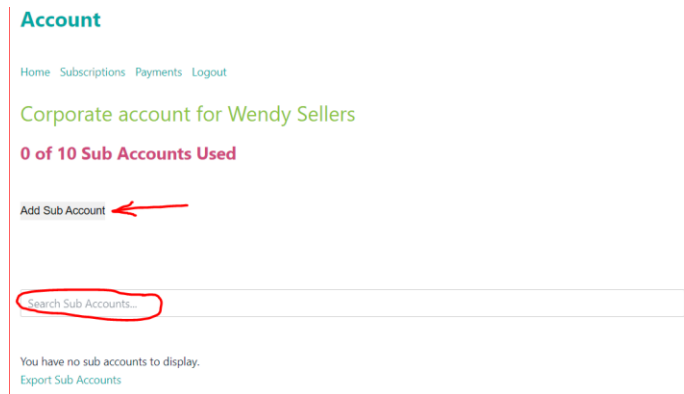 Account
Home Subscriptions Payments Logout
Corporate account for Wendy Sellers
0 of 10 Sub Accounts Used
Add Sub Account
Search Sub Accounts...
You have no sub accounts to display.
Export Sub Accounts